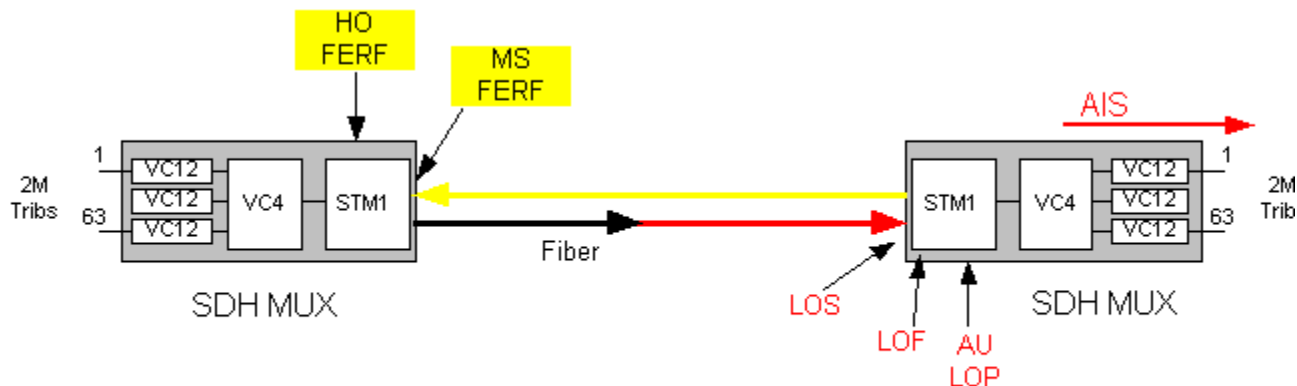 HO
FERF
MS
FERF
AIS
1
2M
Tribs
63
VC12
VC12
VC12
VC4
STM1
Fiber
SDH MUX
STM1
VC4
VC12
VC12
VC12
1
2M
Trib
63
LOS
LOF
AU
LOP
SDH MUX